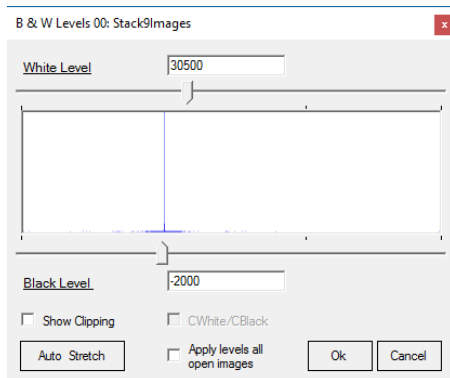 B & W Levels 00: Stack9Images
x
White Level
30500
Black Level
-2000
Show Clipping
CWhite/CBlack
Auto Stretch
Apply levels all
open images
Ok
Cancel